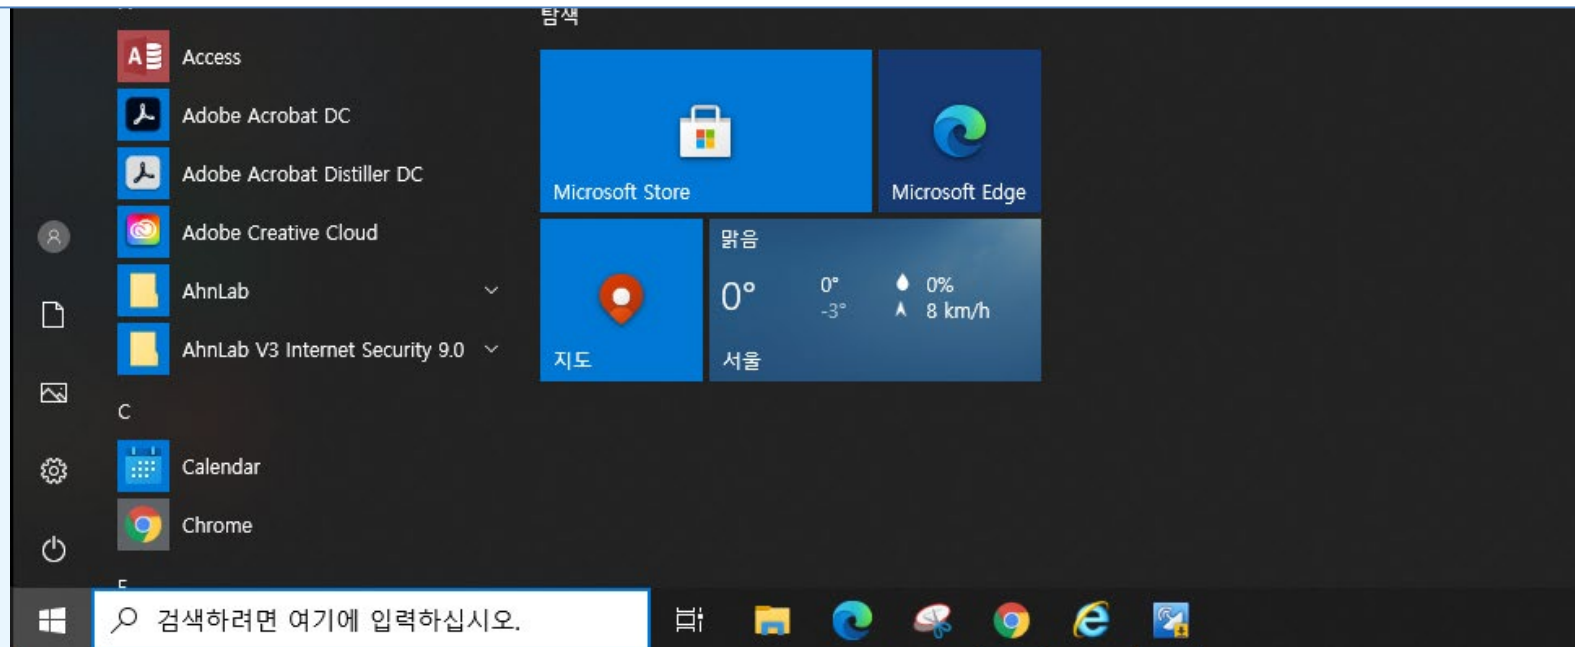 탐색
Access
Adobe Acrobat DC
Adobe Acrobat Distiller DC
Adobe Creative Cloud
AhnLab
AhnLab V3 Internet Security 9.0
C
Calendar
Chrome
Microsoft Store
Microsoft Edge
지도
맑음
0°
0°
-3°
0%
8 km/h
서울
검색하려면 여기에 입력하십시오.